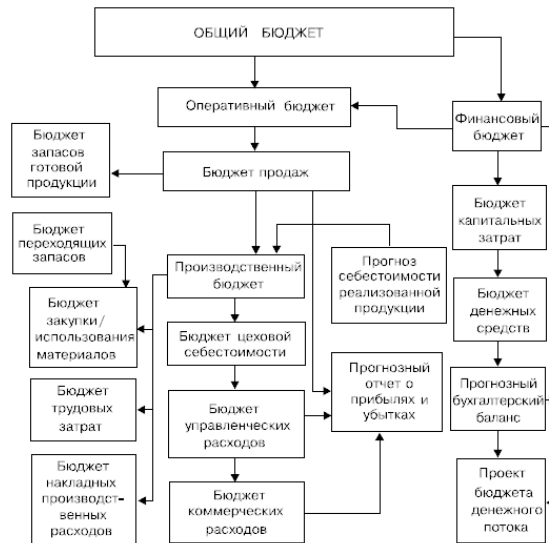 ОБЩИЙ БЮДЖЕТ
Оперативный бюджет
Финансовый
бюджет
Бюджет
запасов
готовой
продукции
Бюджет продаж
Бюджет
капитальных
затрат
Бюджет
переходящих
запасов
Производственный
бюджет
Прогноз
себестоимости
реализованной
продукции
Бюджет
денежных
средств
Бюджет
закупки/
использования
материалов
Бюджет цеховой
себестоимости
Прогнозный
отчет о
прибылях и
убытках
Прогнозный
бухгалтерский
баланс
Бюджет
трудовых
затрат
Бюджет
управленческих
расходов
Бюджет
накладных
производст-
венных
расходов
Бюджет
коммерческих
расходов
Проект
бюджета
денежного
потока